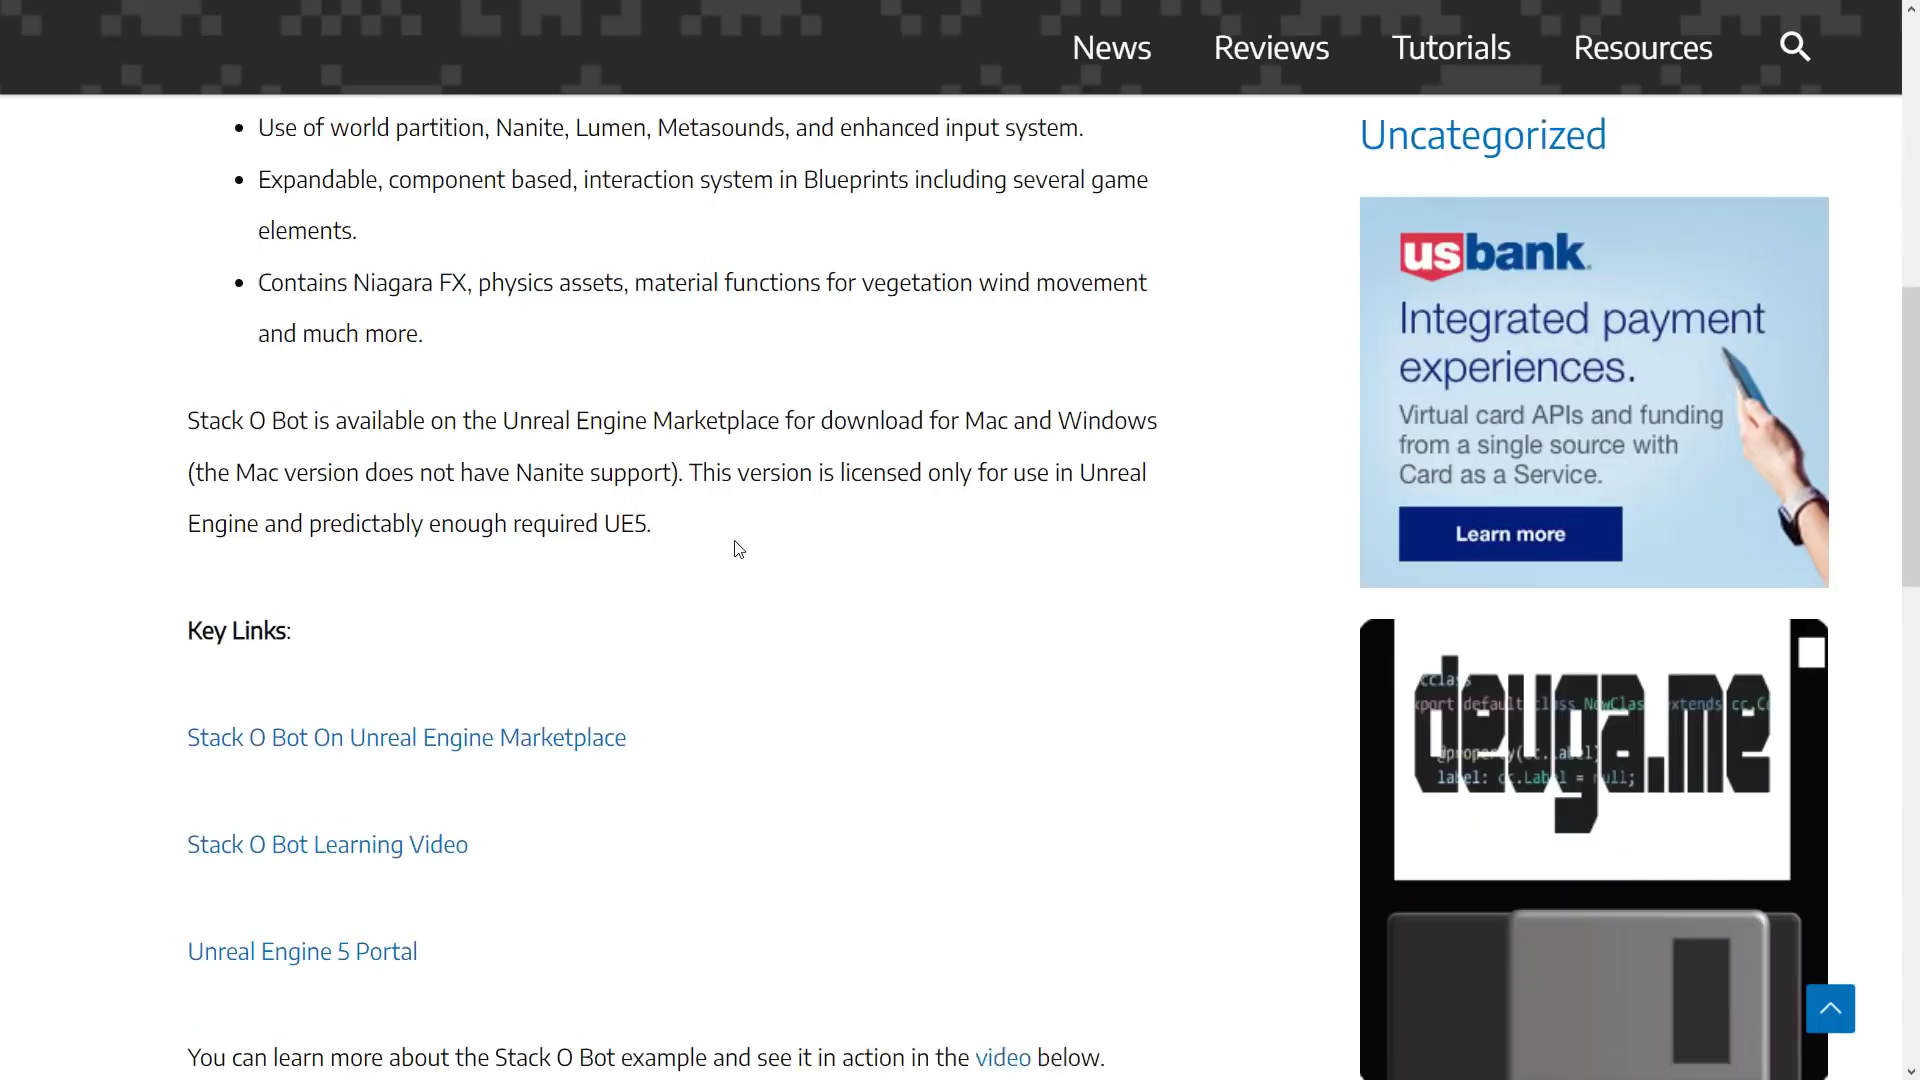 News Reviews Tutorials Resources
• Use of world partition, Nanite, Lumen, Metasounds, and enhanced input system.
• Expandable, component based, interaction system in Blueprints including several game
elements.
• Contains Niagara FX, physics assets, material functions for vegetation wind movement
and much more.
Stack O Bot is available on the Unreal Engine Marketplace for download for Mac and Windows
(the Mac version does not have Nanite support). This version is licensed only for use in Unreal
Engine and predictably enough required UE5.
Key Links:
Stack O Bot On Unreal Engine Marketplace
Stack O Bot Learning Video
Unreal Engine 5 Portal
You can learn more about the Stack O Bot example and see it in action in the video below.
Uncategorized
usbank
Integrated payment
experiences.
Virtual card APIs and funding
from a single source with
Card as a Service.
Learn more
devga.me
label: